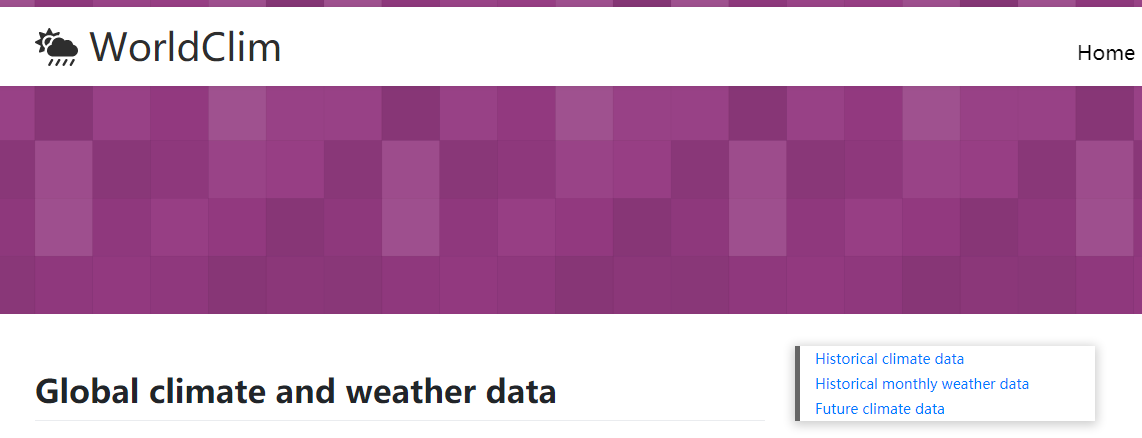 WorldClim
Home
Global climate and weather data
Historical climate data
Historical monthly weather data
Future climate data